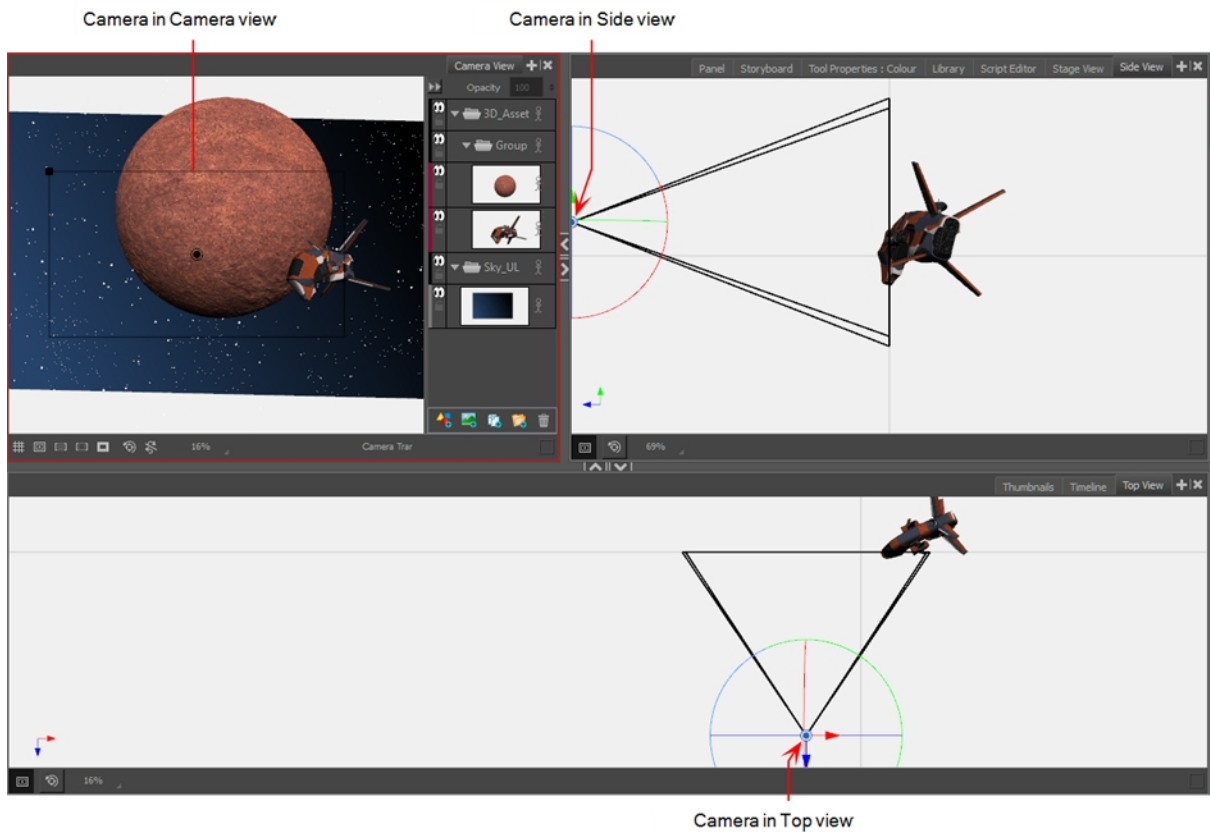 Camera in Camera view
Camera in Side view
Camera View
Opacity 100
3D_Asset
Group
Sky_UL
16%
Camera Trar
Panel Storyboard Tool Properties : Colour Library Script Editor Stage View Side View
69%
Thumbnails Timeline Top View
16%
Camera in Top view